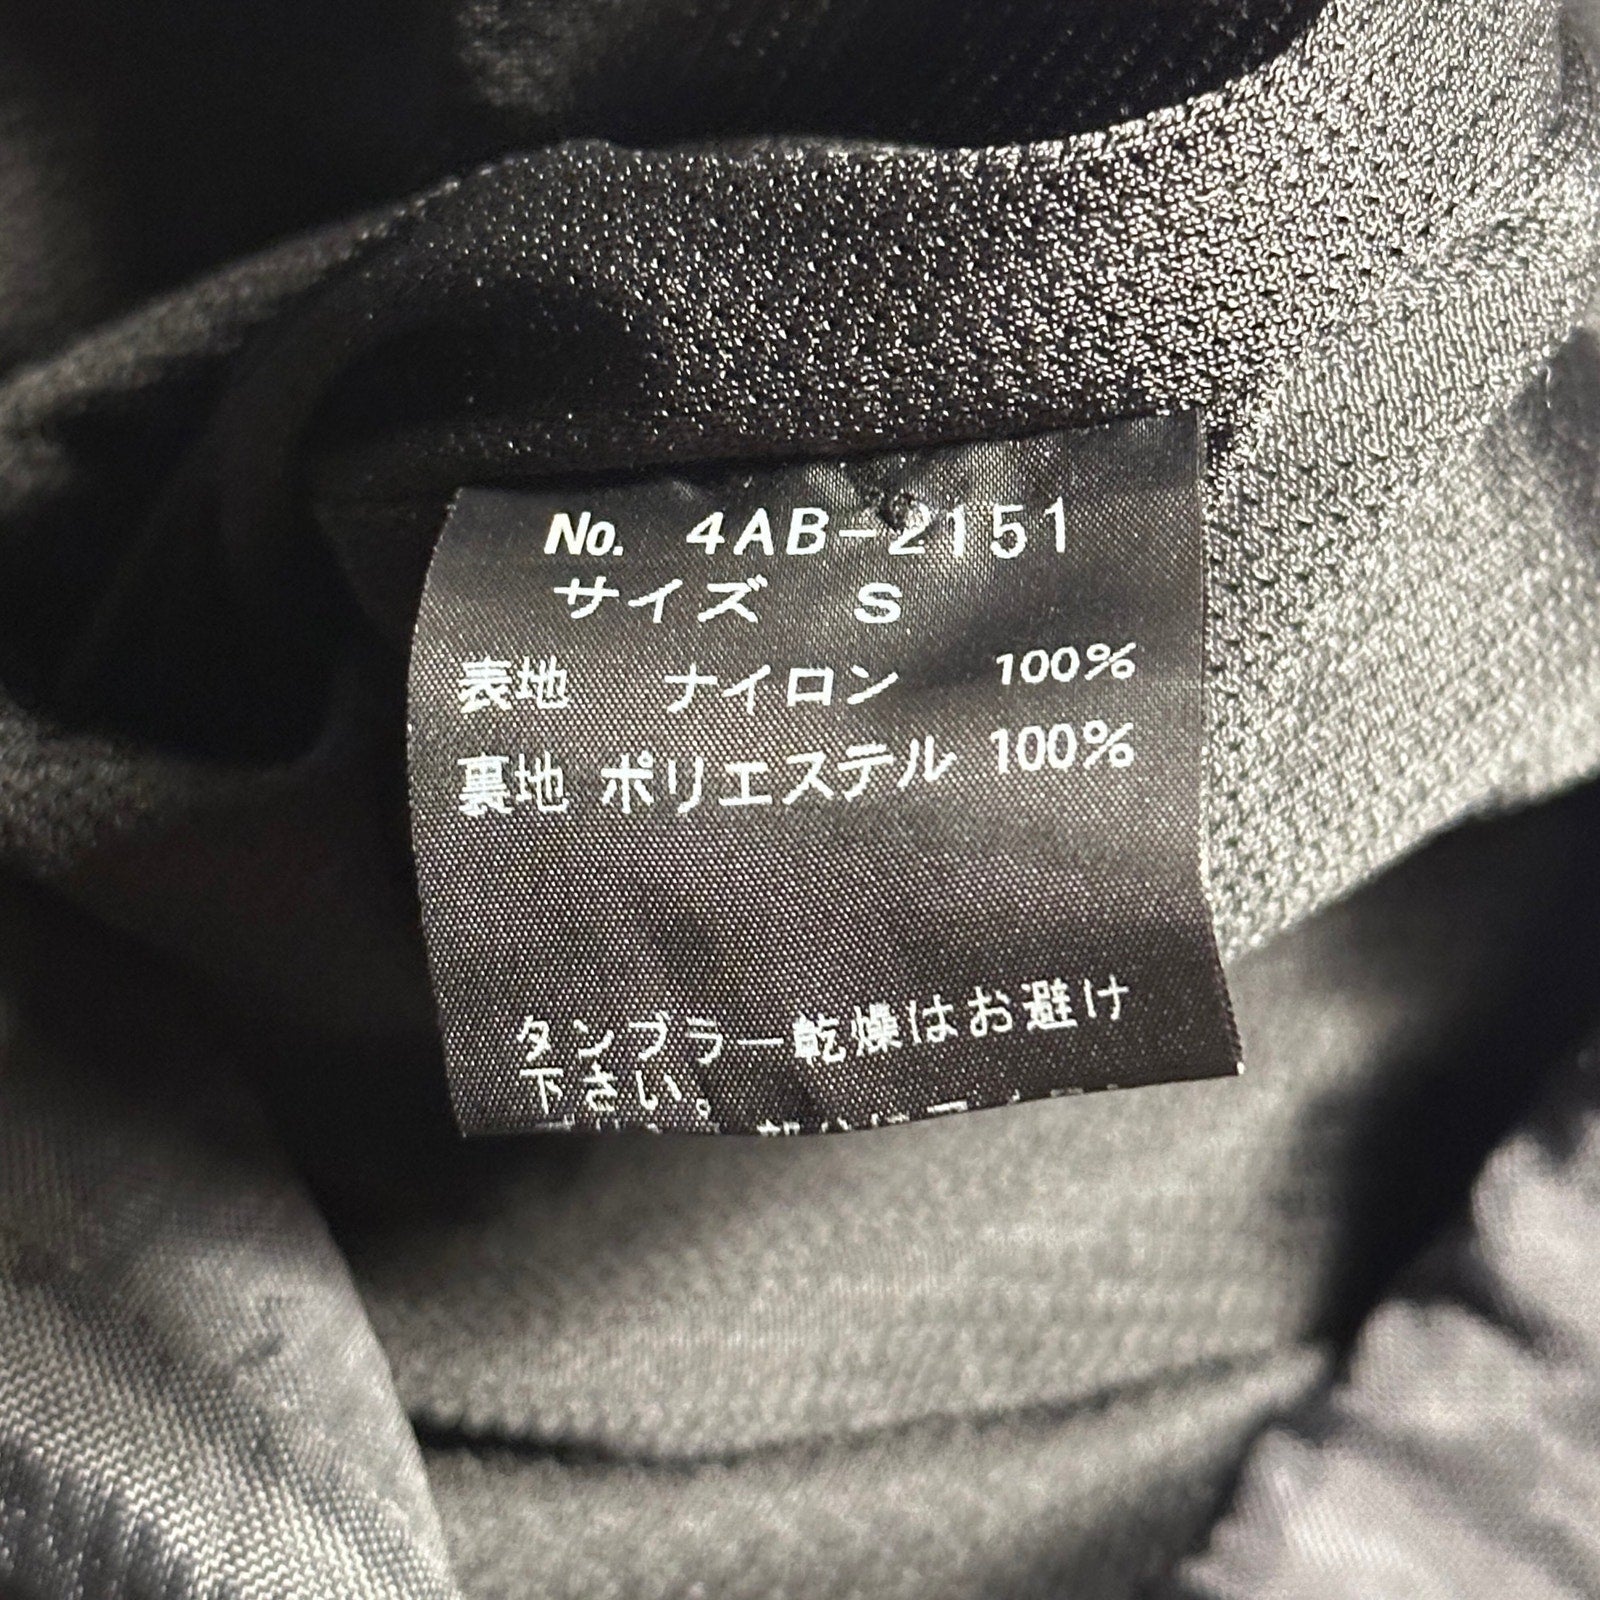 No. 4AB-2151
サイズ S
表地 ナイロン 100%
裏地 ポリエステル 100%
タンブラー乾燥はお避け
下さい。